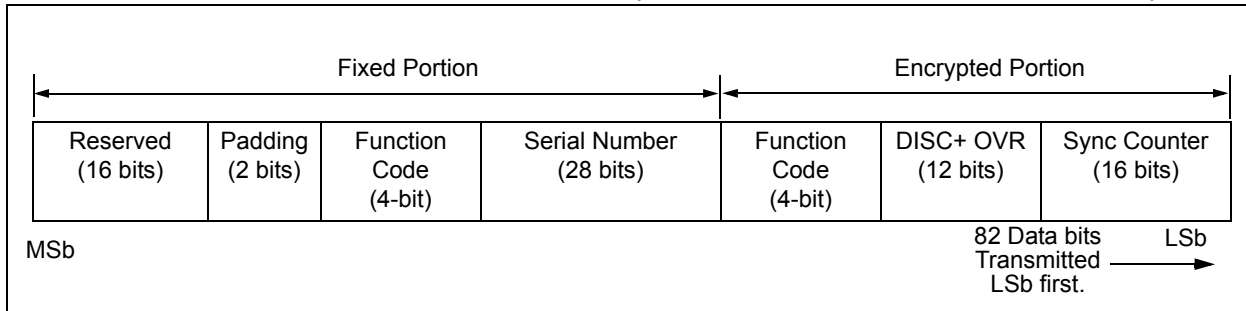 Fixed Portion
Encrypted Portion
Reserved
(16 bits)
Padding
(2 bits)
Function
Code
(4-bit)
Serial Number
(28 bits)
Function
Code
(4-bit)
DISC+ OVR
(12 bits)
Sync Counter
(16 bits)
MSb
82 Data bits
Transmitted
LSb first.
LSb